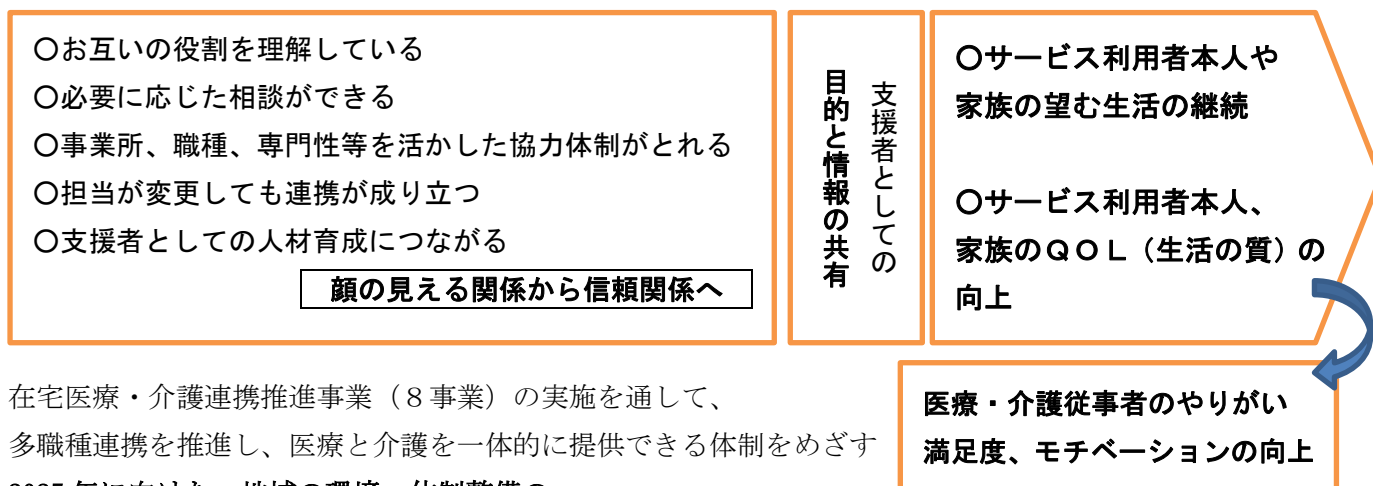 〇お互いの役割を理解している
〇必要に応じた相談ができる
〇事業所、職種、専門性等を活かした協力体制がとれる
〇担当が変更しても連携が成り立つ
〇支援者としての人材育成につながる
顔の見える関係から信頼関係へ
支援者としての
目的と情報の共有
〇サービス利用者本人や
家族の望む生活の継続
〇サービス利用者本人、
家族のＱＯＬ（生活の質）の
向上
在宅医療・介護連携推進事業（８事業）の実施を通して、
多職種連携を推進し、医療と介護を一体的に提供できる体制をめざす
医療・介護従事者のやりがい
満足度、モチベーションの向上